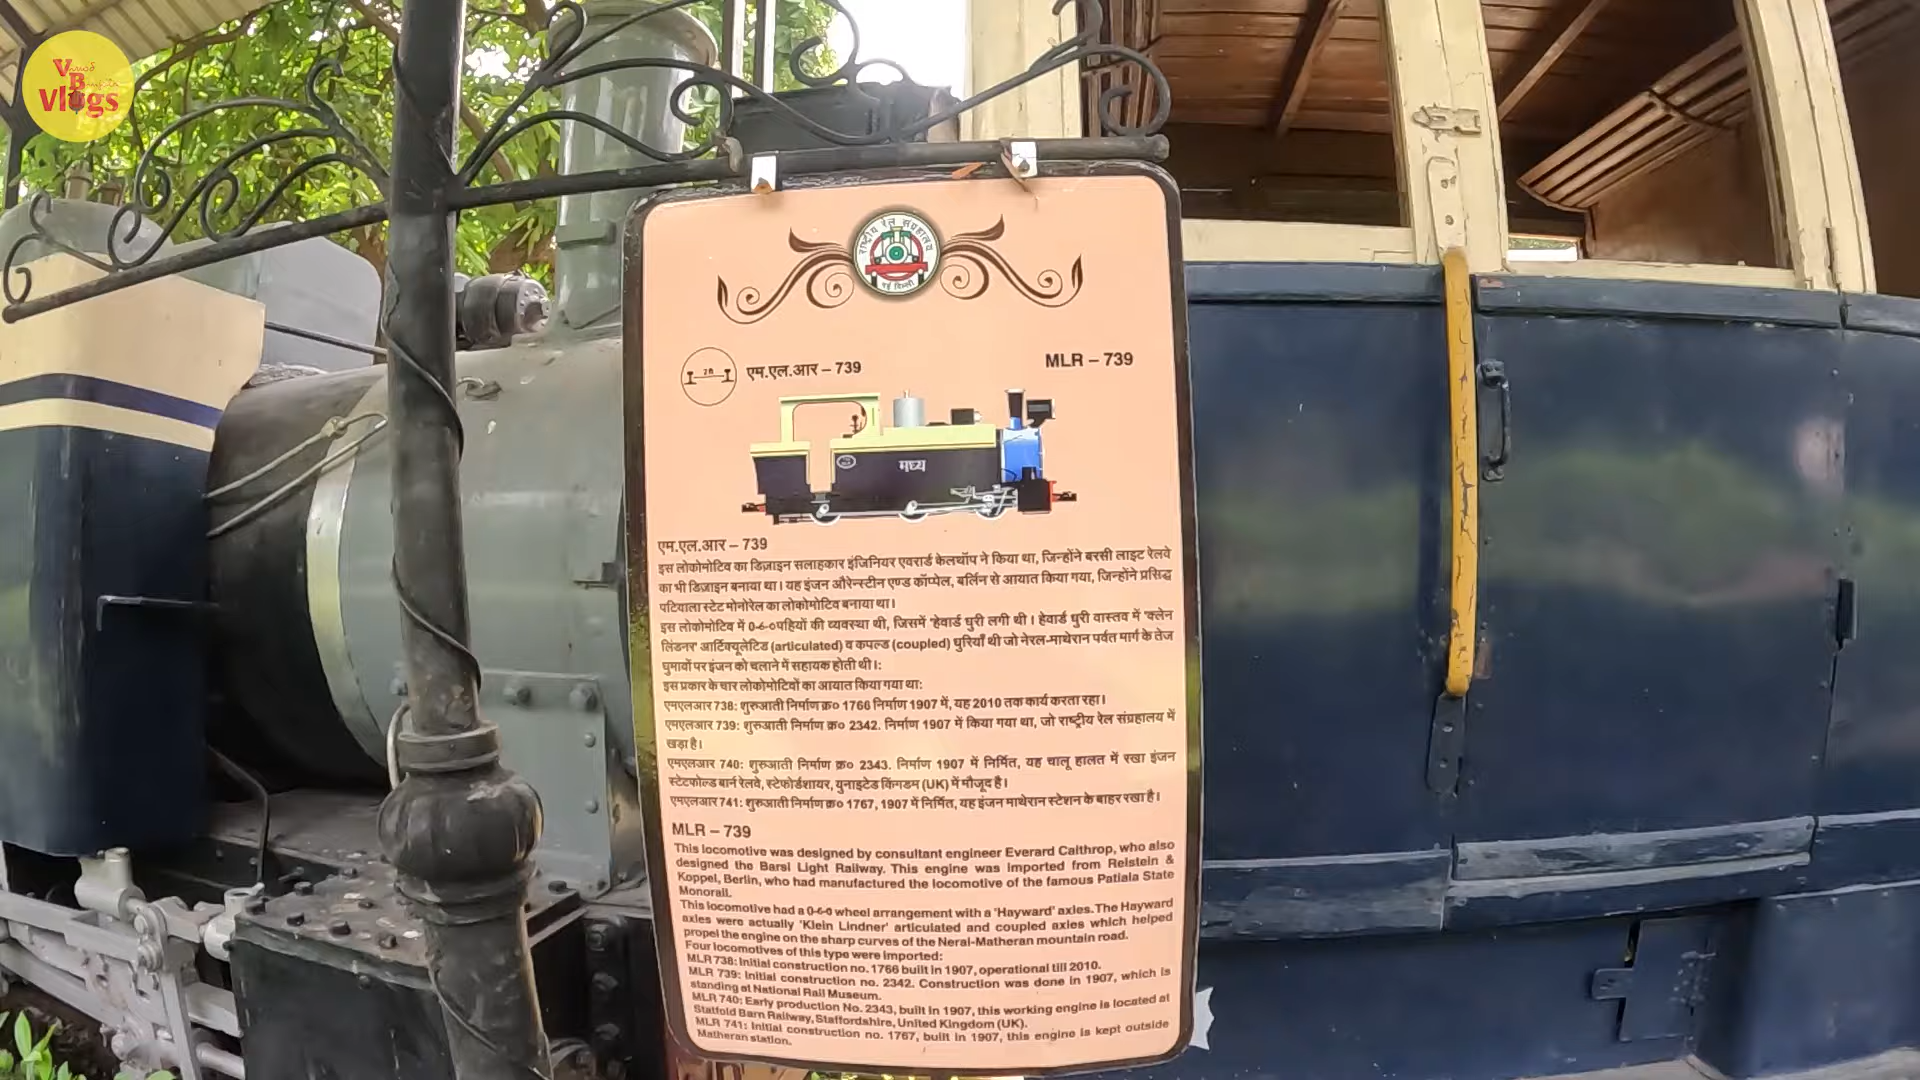 Vinod
VB
Vlogs
राष्ट्रीय रेल संग्रहालय
नई दिल्ली
2ft
एम.एल.आर – 739
MLR – 739
मध्य
एम.एल.आर – 739
इस लोकोमोटिव का डिज़ाइन सलाहकार इंजिनियर एवरार्ड केलथॉप ने किया था, जिन्होंने बरसी लाइट रेलवे
का भी डिज़ाइन बनाया था। यह इंजन औरेन्स्टीन एण्ड कॉप्पेल, बर्लिन से आयात किया गया, जिन्होंने प्रसिद्ध
पटियाला स्टेट मोनोरेल का लोकोमोटिव बनाया था।
इस लोकोमोटिव में 0-6-0पहियों की व्यवस्था थी, जिसमें 'हेवार्ड धुरी लगी थी। हेवार्ड धुरी वास्तव में 'क्लेन
लिंडनर' आर्टिक्यूलेटिड (articulated) व कपल्ड (coupled) धुरियाँ थी जो नेरल-माथेरान पर्वत मार्ग के तेज
घुमावों पर इंजन को चलाने में सहायक होती थी।:
इस प्रकार के चार लोकोमोटिवों का आयात किया गया था:
एमएलआर 738: शुरुआती निर्माण क्र० 1766 निर्माण 1907 में, यह 2010 तक कार्य करता रहा।
एमएलआर 739: शुरुआती निर्माण क्र० 2342. निर्माण 1907 में किया गया था, जो राष्ट्रीय रेल संग्रहालय में
खड़ा है।
एमएलआर 740: शुरुआती निर्माण क्र० 2343. निर्माण 1907 में निर्मित, यह चालू हालत में रखा इंजन
स्टेटफोल्ड बार्न रेलवे, स्टेफोर्डशायर, युनाइटेड किंगडम (UK) में मौजूद है।
एमएलआर 741: शुरुआती निर्माण क्र० 1767, 1907 में निर्मित, यह इंजन माथेरान स्टेशन के बाहर रखा है।
MLR – 739
This locomotive was designed by consultant engineer Everard Calthrop, who also
designed the Barsi Light Railway. This engine was imported from Reistein &
Koppel, Berlin, who had manufactured the locomotive of the famous Patiala State
Monorail.
This locomotive had a 0-6-0 wheel arrangement with a 'Hayward' axles. The Hayward
axles were actually 'Klein Lindner' articulated and coupled axies which helped
propel the engine on the sharp curves of the Neral-Matheran mountain road.
Four locomotives of this type were imported:
MLR 738: Initial construction no. 1766 built in 1907, operational till 2010.
MLR 739: Initial construction no. 2342. Construction was done in 1907, which is
standing at National Rail Museum.
MLR 740: Early production No. 2343, built in 1907, this working engine is located at
Statfold Barn Railway, Staffordshire, United Kingdom (UK).
MLR 741: Initial construction no. 1767, built in 1907, this engine is kept outside
Matheran station.